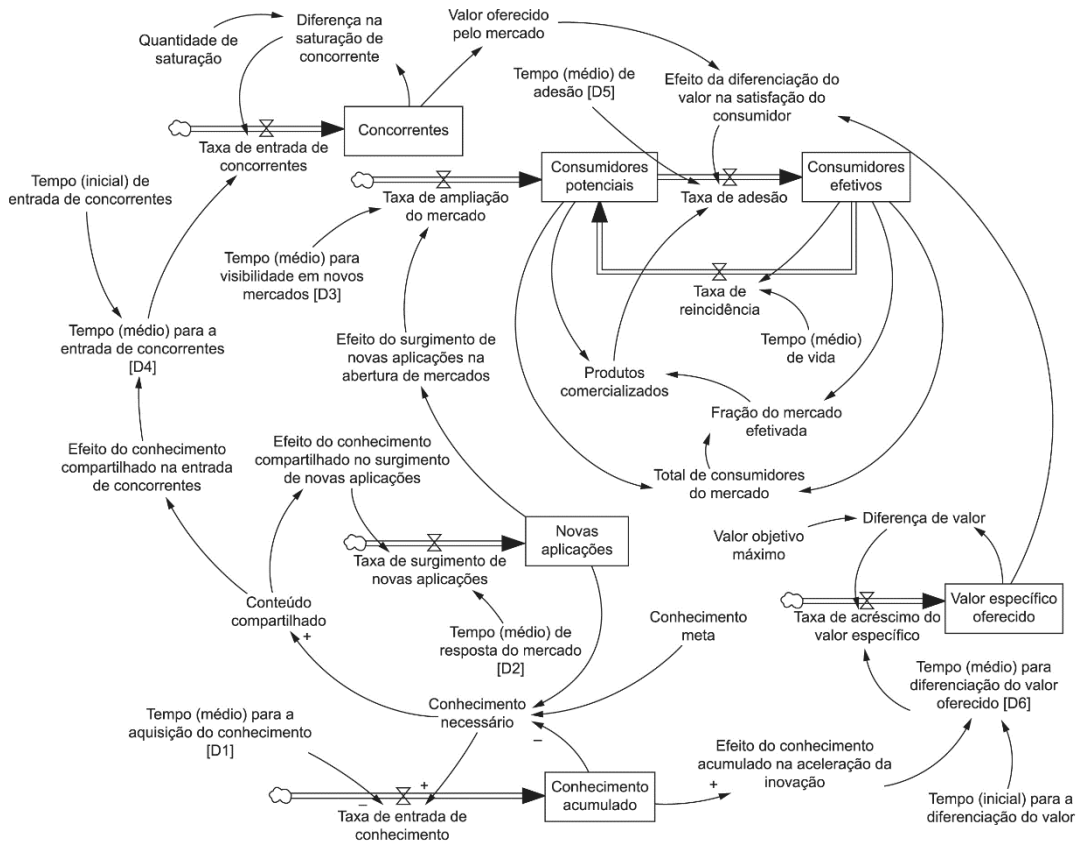 Quantidade de
saturação
Diferença na
saturação de
concorrente
Valor oferecido
pelo mercado
Tempo (médio) de
adesão [D5]
Efeito da diferenciação do
valor na satisfação do
consumidor
Concorrentes
Taxa de entrada de
concorrentes
Consumidores
potenciais
Consumidores
efetivos
Tempo (inicial) de
entrada de concorrentes
Taxa de ampliação
do mercado
Taxa de adesão
Tempo (médio) para
visibilidade em novos
mercados [D3]
Taxa de
reincidência
Tempo (médio)
de vida
Tempo (médio) para a
entrada de concorrentes
[D4]
Efeito do surgimento de
novas aplicações na
abertura de mercados
Produtos
comercializados
Fração do mercado
efetivada
Efeito do conhecimento
compartilhado na entrada
de concorrentes
Efeito do conhecimento
compartilhado no surgimento
de novas aplicações
Total de consumidores
do mercado
Novas
aplicações
Valor objetivo
máximo
Diferença de valor
Taxa de surgimento de
novas aplicações
Conteúdo
compartilhado
+
Valor específico
oferecido
Taxa de acréscimo do
valor específico
Tempo (médio) de
resposta do mercado
[D2]
Conhecimento
meta
Tempo (médio) para
diferenciação do valor
oferecido [D6]
Conhecimento
necessário
–
Tempo (médio) para a
aquisição do conhecimento
[D1]
Efeito do conhecimento
acumulado na aceleração da
inovação
+
+
–
Conhecimento
acumulado
Taxa de entrada de
conhecimento
Tempo (inicial) para a
diferenciação do valor